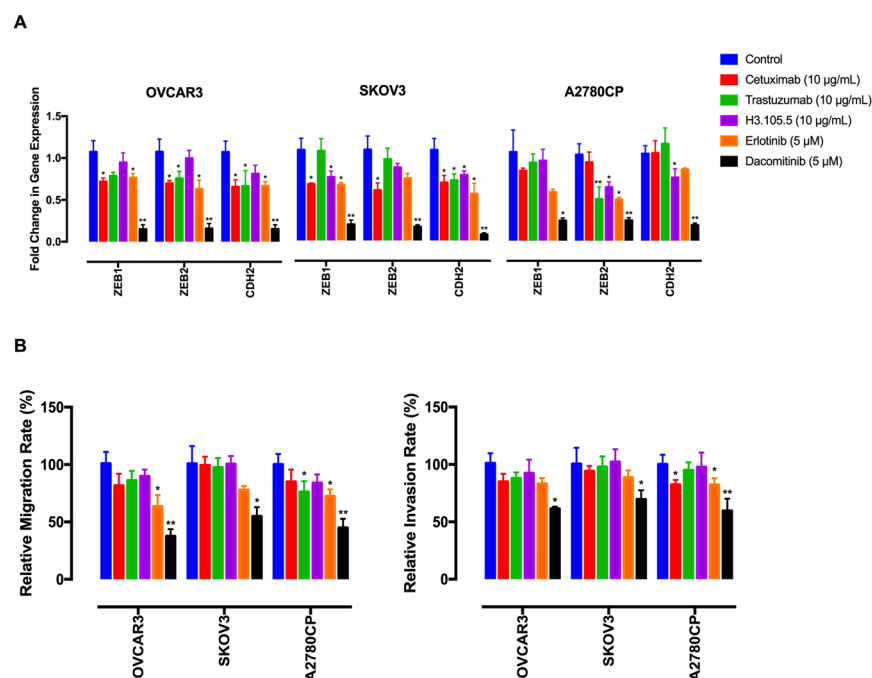 A
OVCAR3
SKOV3
A2780CP
Control
Cetuximab (10 μg/mL)
Trastuzumab (10 μg/mL)
H3.105.5 (10 μg/mL)
Erlotinib (5 μM)
Dacomitinib (5 μM)
Fold Change in Gene Expression
1.5
1.0
0.5
0.0
* * * * * ** * * * ** * * * **
* * * ** * ** * * * * **
* ** * * ** * **
ZEB1
ZEB2
CDH2
ZEB1
ZEB2
CDH2
ZEB1
ZEB2
CDH2
B
Relative Migration Rate (%)
150
100
50
0
* ** * * * **
OVCAR3
SKOV3
A2780CP
Relative Invasion Rate (%)
150
100
50
0
* * * * **
OVCAR3
SKOV3
A2780CP